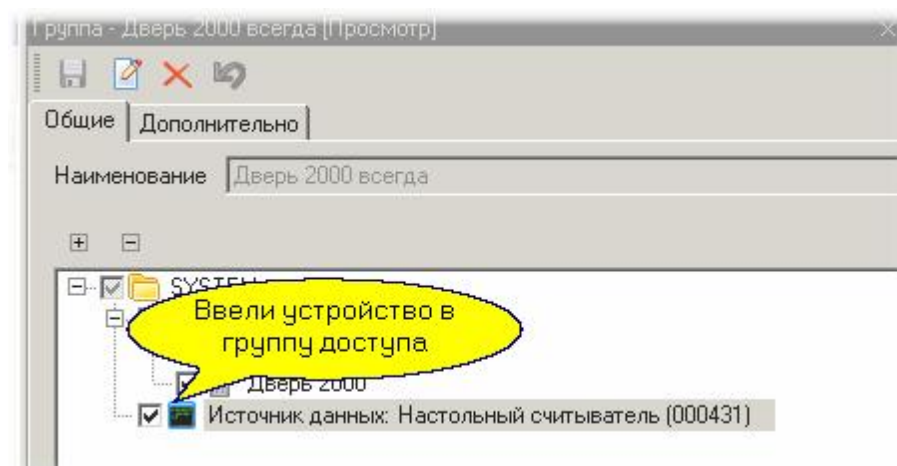 Группа - Дверь 2000 всегда [Просмотр]
Общие Дополнительно
Наименование Дверь 2000 всегда
SYSTEM
Ввели устройство в
группу доступа
Дверь 2000
Источник данных: Настольный считыватель (000431)